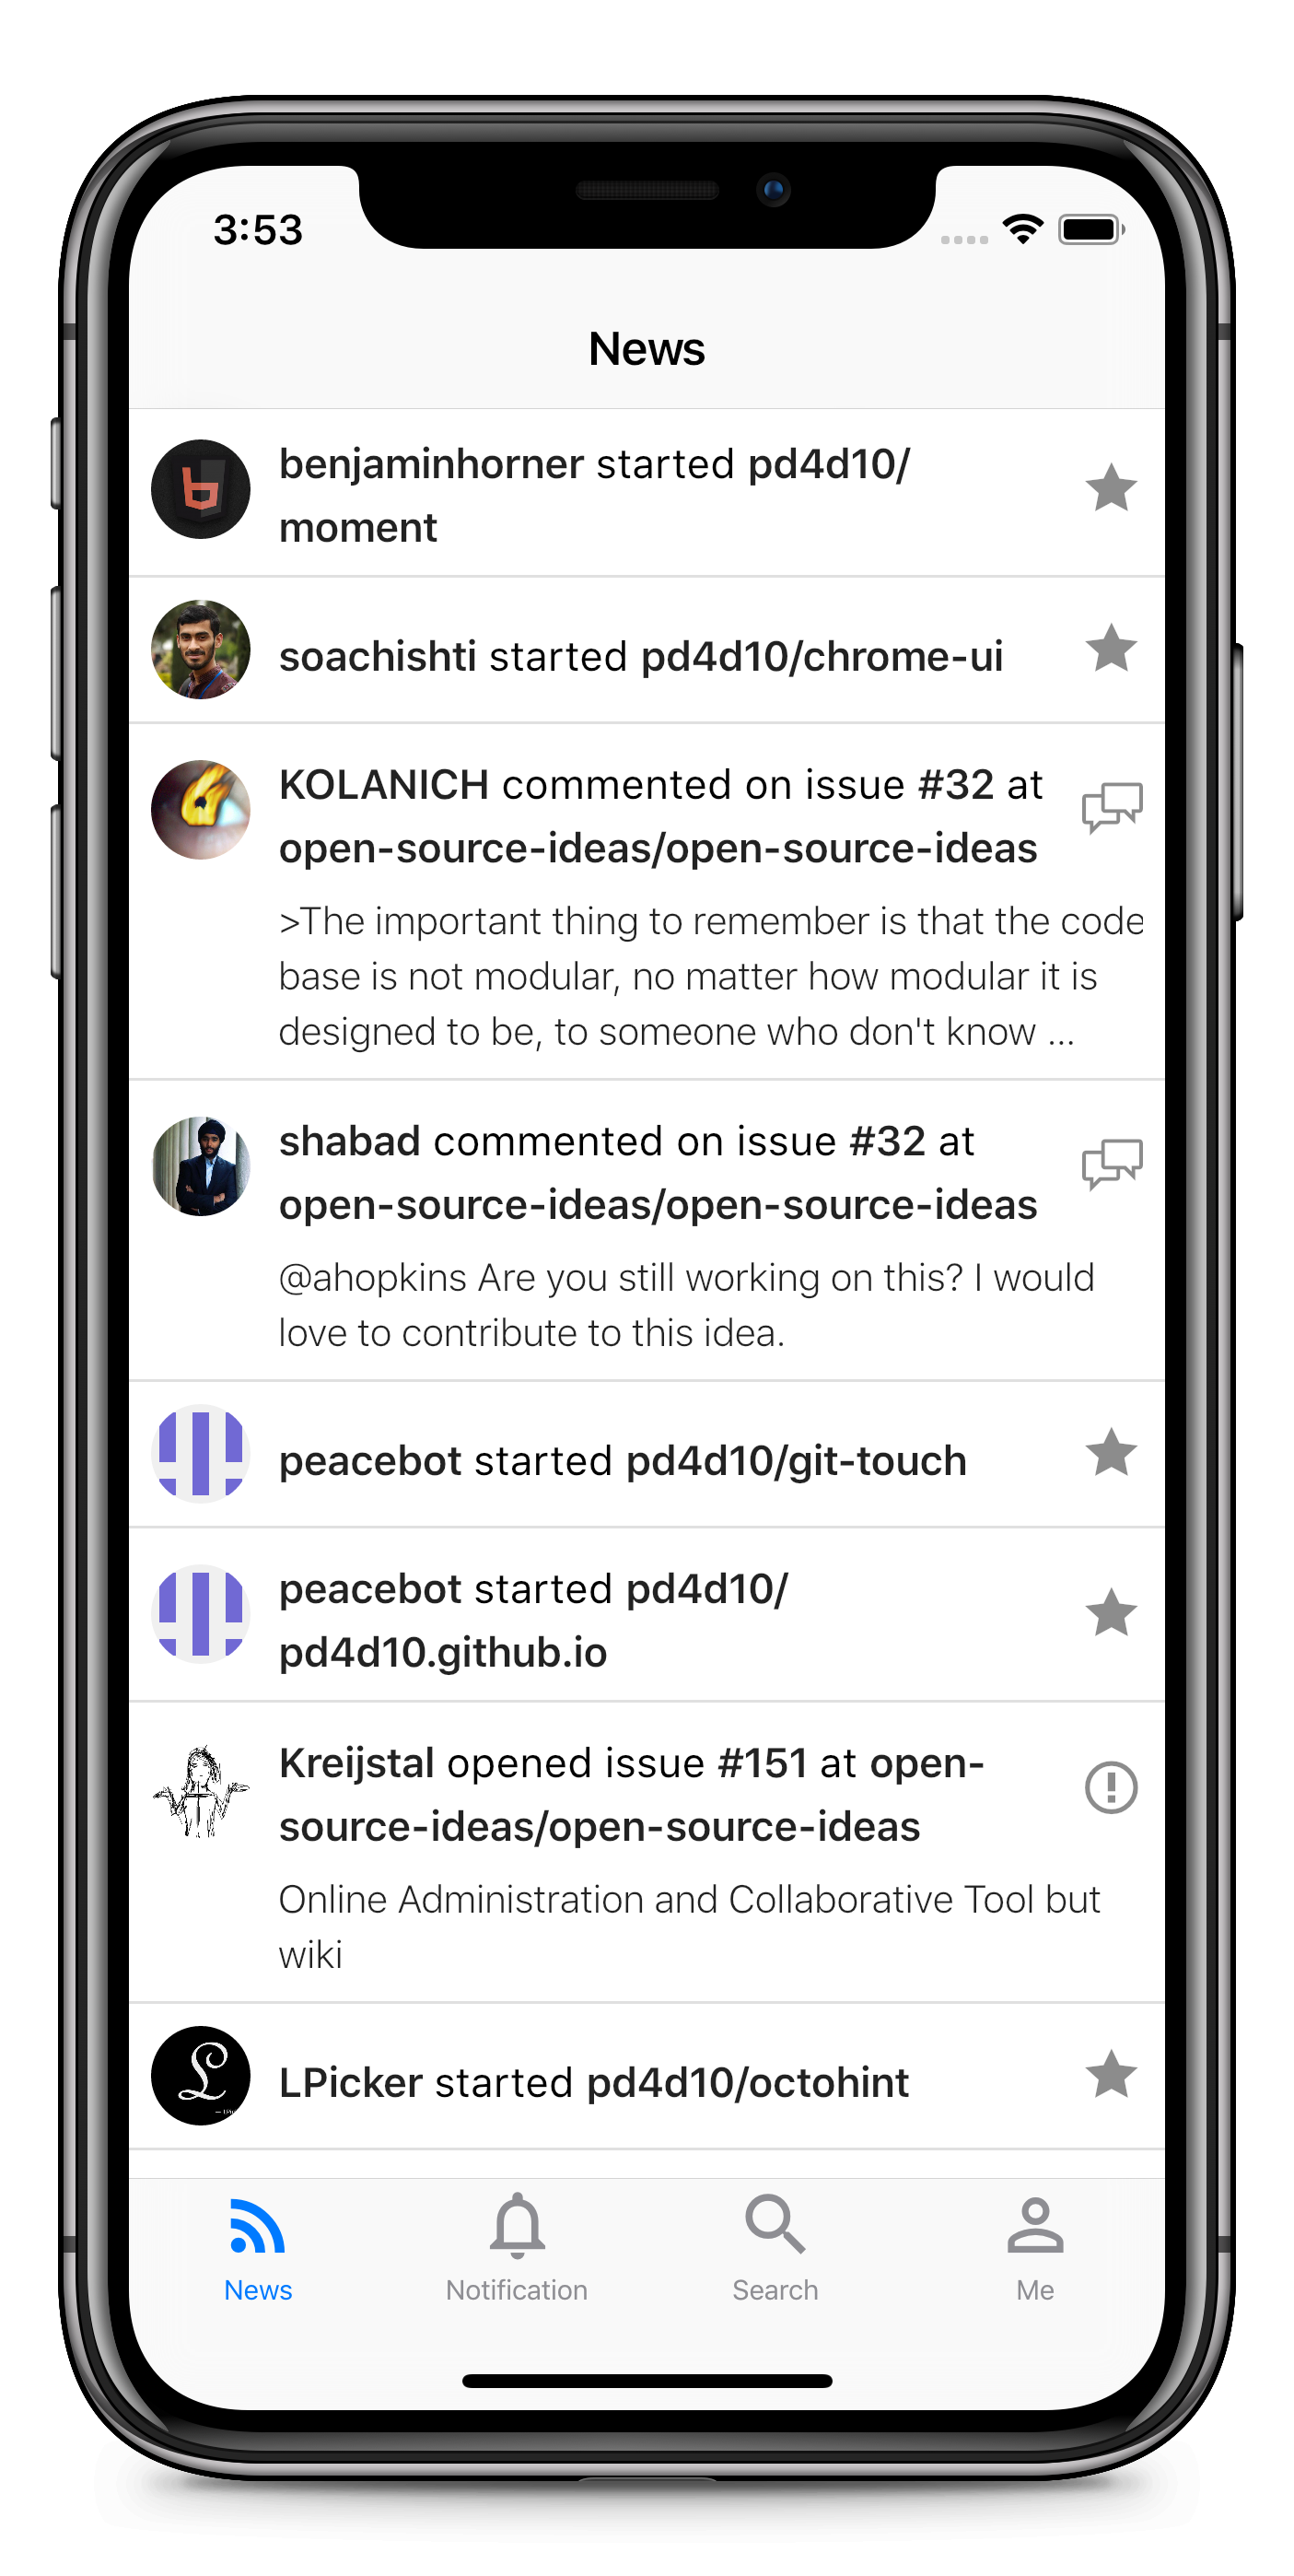 3:53
News
benjaminhorner started pd4d10/
moment
soachishti started pd4d10/chrome-ui
KOLANICH commented on issue #32 at
open-source-ideas/open-source-ideas
>The important thing to remember is that the code
base is not modular, no matter how modular it is
designed to be, to someone who don't know ...
shabad commented on issue #32 at
open-source-ideas/open-source-ideas
@ahopkins Are you still working on this? I would
love to contribute to this idea.
peacebot started pd4d10/git-touch
peacebot started pd4d10/
pd4d10.github.io
Kreijstal opened issue #151 at open-
source-ideas/open-source-ideas
Online Administration and Collaborative Tool but
wiki
LPicker started pd4d10/octohint
News Notification Search Me